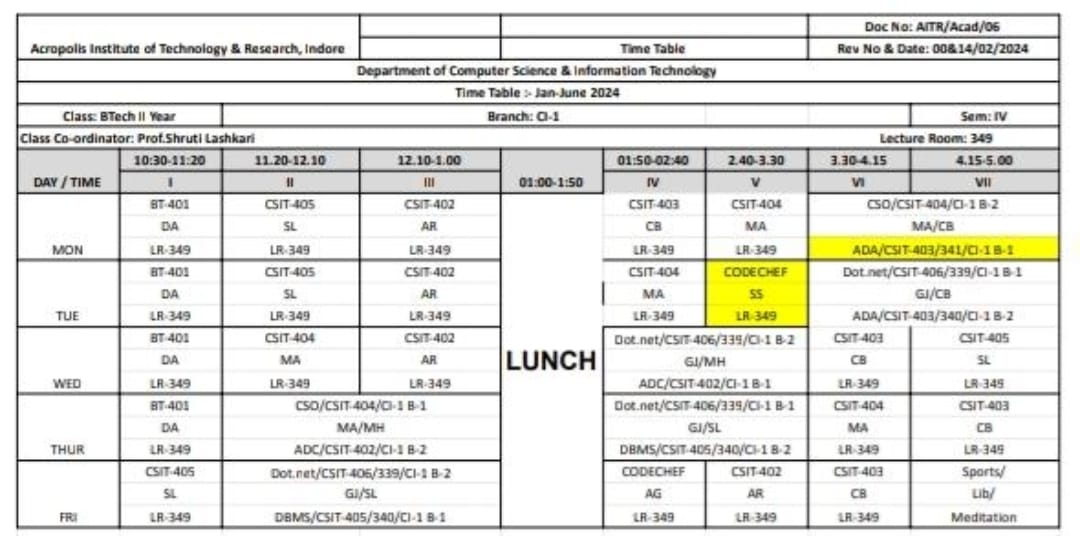 Doc No: AITR/Acad/06
Acropolis Institute of Technology & Research, Indore Time Table Rev No & Date: 00&14/02/2024
Department of Computer Science & Information Technology
Time Table :- Jan-June 2024
Class: BTech II Year Branch: CI-1 Sem: IV
Class Co-ordinator: Prof.Shruti Lashkari Lecture Room: 349
10:30-11:20 11.20-12.10 12.10-1.00 01:50-02:40 2.40-3.30 3.30-4.15 4.15-5.00
DAY / TIME I II III 01:00-1:50 IV V VI VII
BT-401 CSIT-405 CSIT-402 CSIT-403 CSIT-404 CSO/CSIT-404/CI-1 B-2
DA SL AR CB MA MA/CB
MON LR-349 LR-349 LR-349 LR-349 LR-349 ADA/CSIT-403/341/CI-1 B-1
BT-401 CSIT-405 CSIT-402 CSIT-404 CODECHEF Dot.net/CSIT-406/339/CI-1 B-1
DA SL AR MA SS GJ/CB
TUE LR-349 LR-349 LR-349 LR-349 LR-349 ADA/CSIT-403/340/CI-1 B-2
BT-401 CSIT-404 CSIT-402 Dot.net/CSIT-406/339/CI-1 B-2 CSIT-403 CSIT-405
DA MA AR LUNCH GJ/MH CB SL
WED LR-349 LR-349 LR-349 ADC/CSIT-402/CI-1 B-1 LR-349 LR-349
BT-401 CSO/CSIT-404/CI-1 B-1 Dot.net/CSIT-406/339/CI-1 B-1 CSIT-404 CSIT-403
DA MA/MH GJ/SL MA CB
THUR LR-349 ADC/CSIT-402/CI-1 B-2 DBMS/CSIT-405/340/CI-1 B-2 LR-349 LR-349
CSIT-405 Dot.net/CSIT-406/339/CI-1 B-2 CODECHEF CSIT-402 CSIT-403 Sports/
SL GJ/SL AG AR CB Lib/
FRI LR-349 DBMS/CSIT-405/340/CI-1 B-1 LR-349 LR-349 LR-349 Meditation